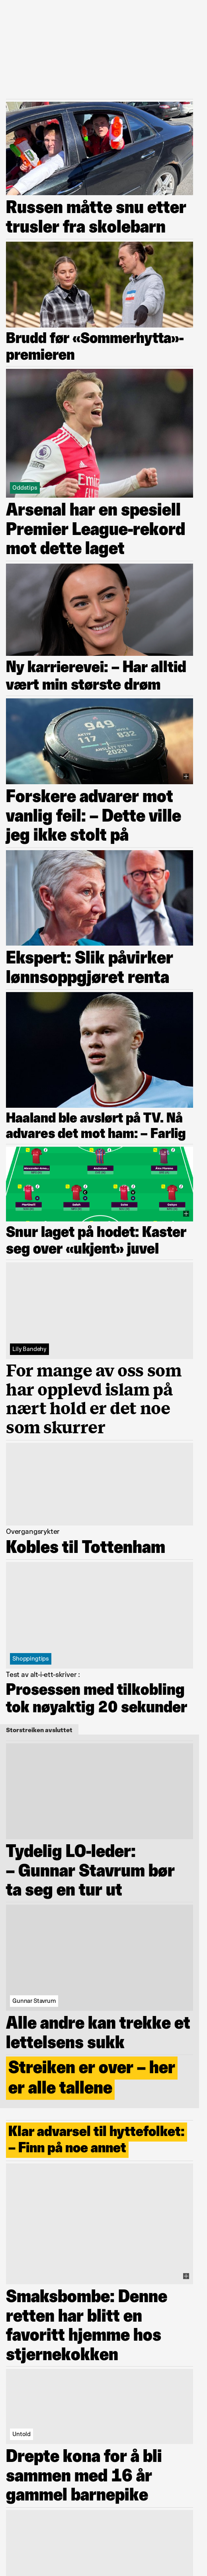 Russen måtte snu etter
trusler fra skolebarn
Brudd før «Sommerhytta»-
premieren
Oddstips
Arsenal har en spesiell
Premier League-rekord
mot dette laget
Ny karrierevei: – Har alltid
vært min største drøm
949
117
832
2025
Forskere advarer mot
vanlig feil: – Dette ville
jeg ikke stolt på
Ekspert: Slik påvirker
lønnsoppgjøret renta
Haaland ble avslørt på TV. Nå
advares det mot ham: – Farlig
Snur laget på hodet: Kaster
seg over «ukjent» juvel
Lily Bandehy
For mange av oss som
har opplevd islam på
nært hold er det noe
som skurrer
Overgangsrykter
Kobles til Tottenham
Shoppingtips
Test av alt-i-ett-skriver :
Prosessen med tilkobling
tok nøyaktig 20 sekunder
Storstreiken avsluttet
Tydelig LO-leder:
– Gunnar Stavrum bør
ta seg en tur ut
Gunnar Stavrum
Alle andre kan trekke et
lettelsens sukk
Streiken er over – her
er alle tallene
Klar advarsel til hyttefolket:
– Finn på noe annet
Smaksbombe: Denne
retten har blitt en
favoritt hjemme hos
stjernekokken
Untold
Drepte kona for å bli
sammen med 16 år
gammel barnepike